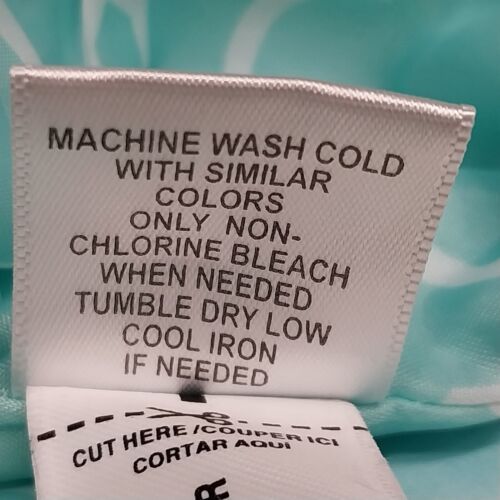 MACHINE WASH COLD
WITH SIMILAR
COLORS
ONLY NON-
CHLORINE BLEACH
WHEN NEEDED
TUMBLE DRY LOW
COOL IRON
IF NEEDED
CUT HERE /COUPER ICI
CORTAR AQUI
R